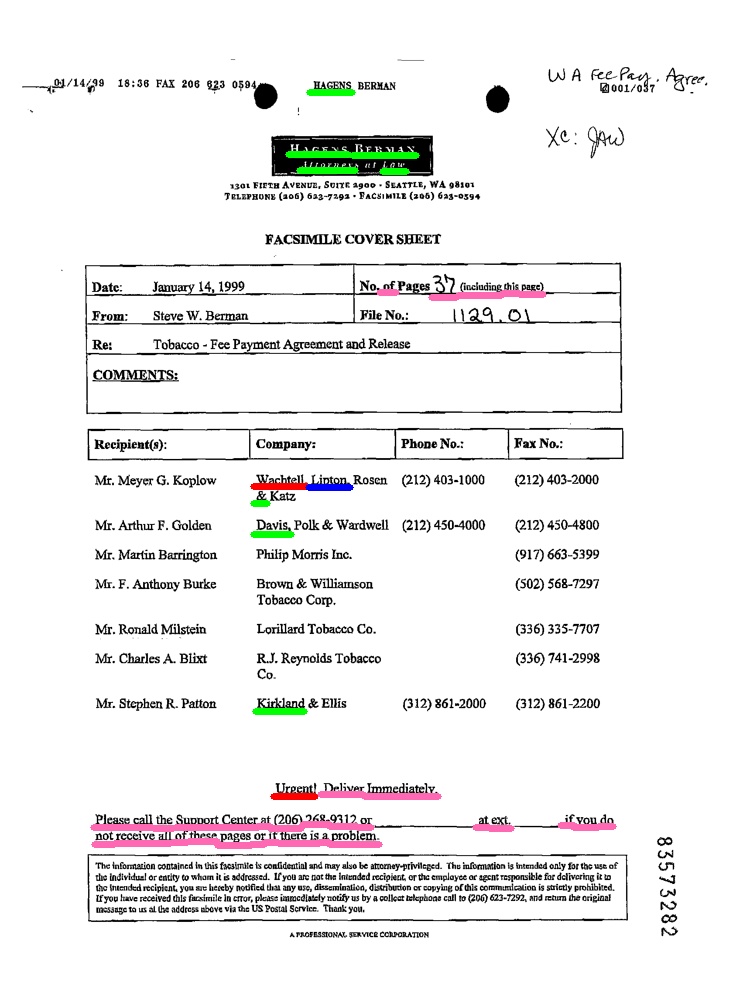 01/14/99 18:36 FAX 206 623 0594 HAGENS BERMAN
WA Fee Pay. Agree.
001/037
XC: JAW
HAGENS BERMAN
Attorneys at Law
1301 FIFTH AVENUE, SUITE 2900 · SEATTLE, WA 98101
TELEPHONE (206) 623-7292 · FACSIMILE (206) 623-0594
FACSIMILE COVER SHEET
Date: January 14, 1999 No. of Pages 37 (including this page)
From: Steve W. Berman File No.: 1129.01
Re: Tobacco - Fee Payment Agreement and Release
COMMENTS:
Recipient(s): Company: Phone No.: Fax No.:
Mr. Meyer G. Koplow Wachtell, Lipton, Rosen (212) 403-1000 (212) 403-2000
& Katz
Mr. Arthur F. Golden Davis, Polk & Wardwell (212) 450-4000 (212) 450-4800
Mr. Martin Barrington Philip Morris Inc. (917) 663-5399
Mr. F. Anthony Burke Brown & Williamson (502) 568-7297
Tobacco Corp.
Mr. Ronald Milstein Lorillard Tobacco Co. (336) 335-7707
Mr. Charles A. Blixt R.J. Reynolds Tobacco (336) 741-2998
Co.
Mr. Stephen R. Patton Kirkland & Ellis (312) 861-2000 (312) 861-2200
Urgent! Deliver Immediately.
Please call the Support Center at (206) 268-9312 or at ext. if you do
not receive all of these pages or if there is a problem.
The information contained in this facsimile is confidential and may also be attorney-privileged. The information is intended only for the use of
the individual or entity to whom it is addressed. If you are not the intended recipient, or the employee or agent responsible for delivering it to
the intended recipient, you are hereby notified that any use, dissemination, distribution or copying of this communication is strictly prohibited.
If you have received this facsimile in error, please immediately notify us by a collect telephone call to (206) 623-7292, and return the original
message to us at the address above via the US Postal Service. Thank you.
A PROFESSIONAL SERVICE CORPORATION
83573282